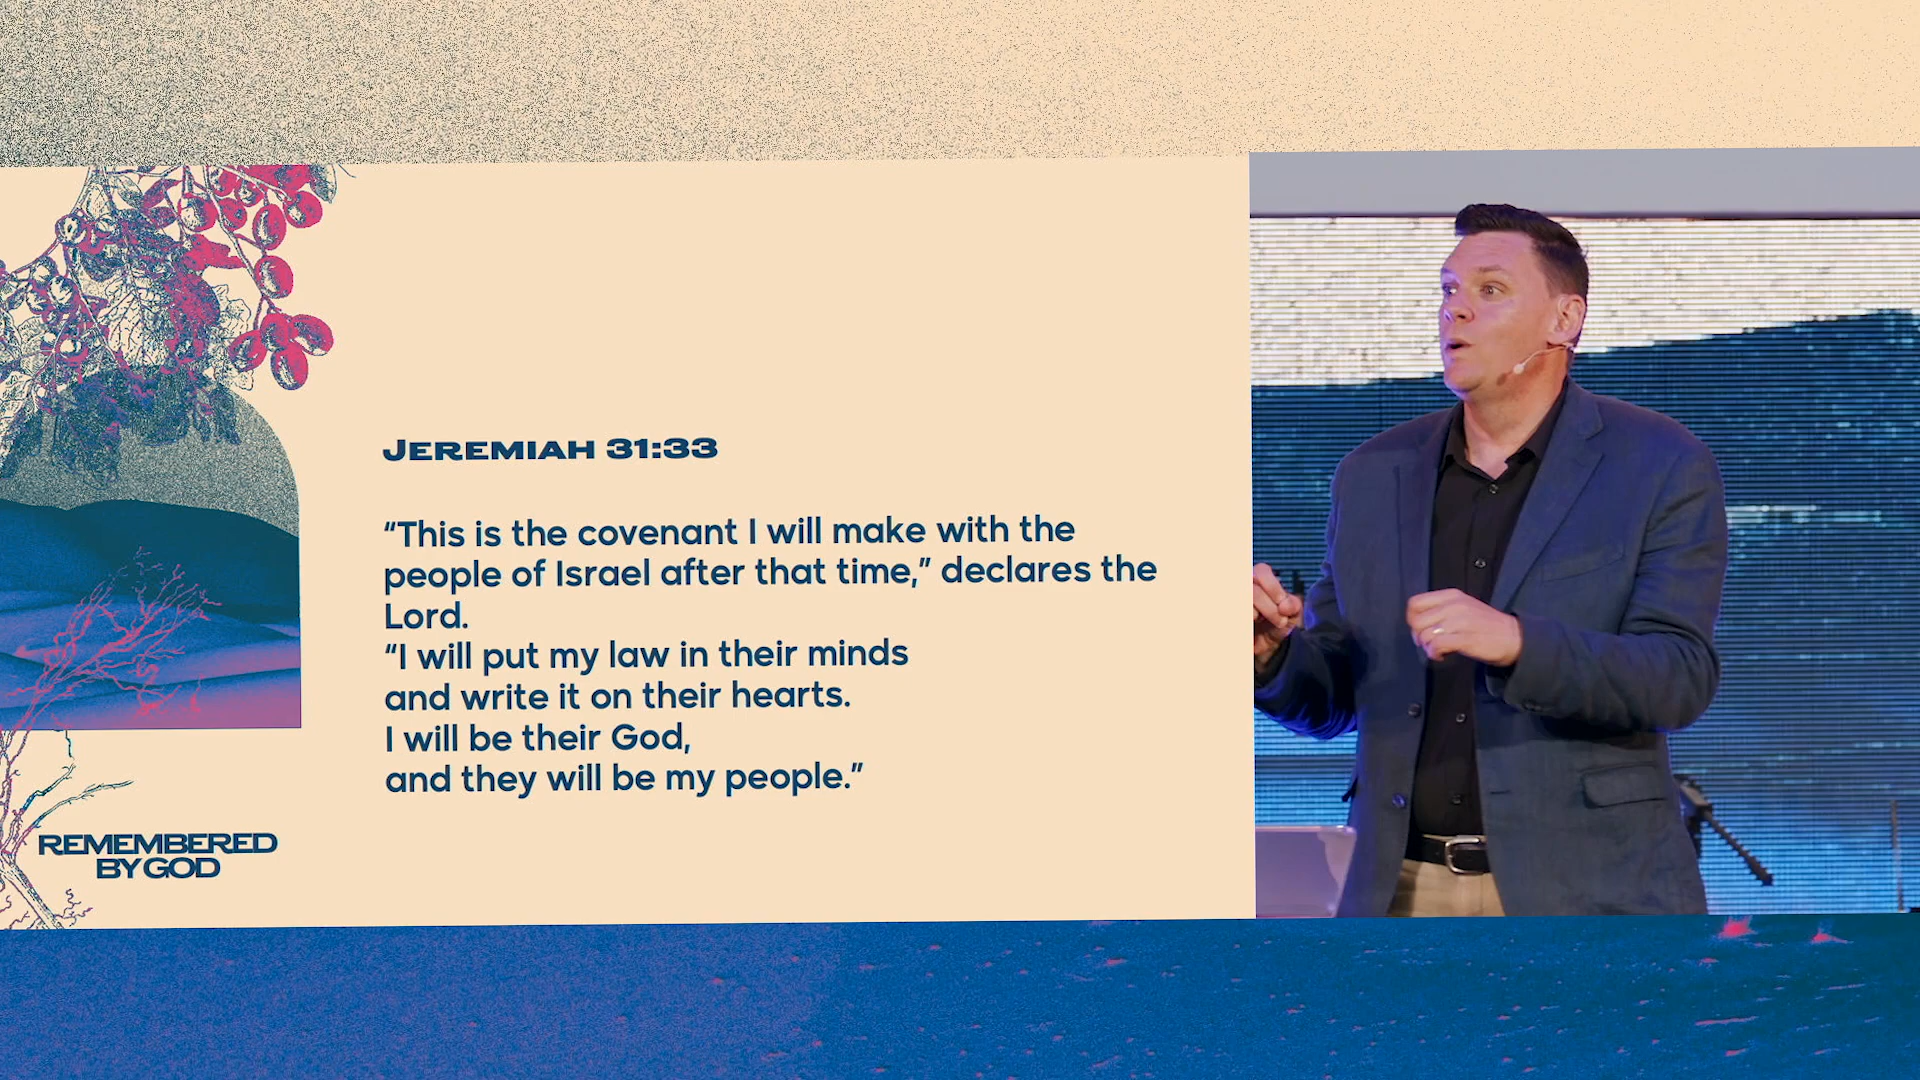 JEREMIAH 31:33
“This is the covenant I will make with the
people of Israel after that time,” declares the
Lord.
“I will put my law in their minds
and write it on their hearts.
I will be their God,
and they will be my people.”
REMEMBERED
BY GOD